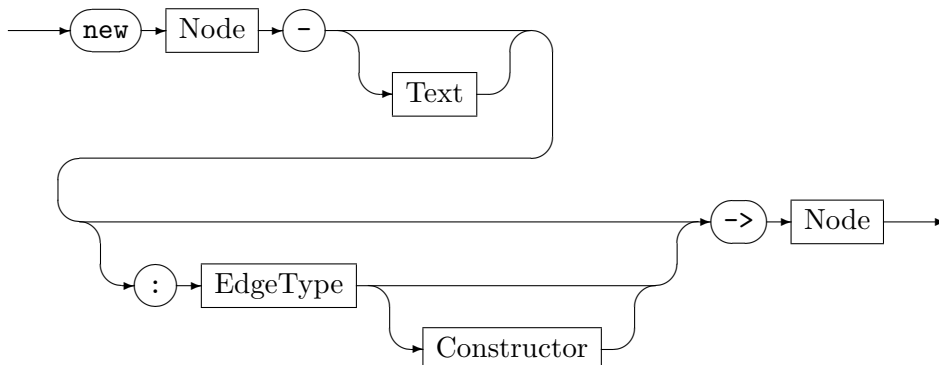 new Node -
Text
-> Node
: EdgeType
Constructor